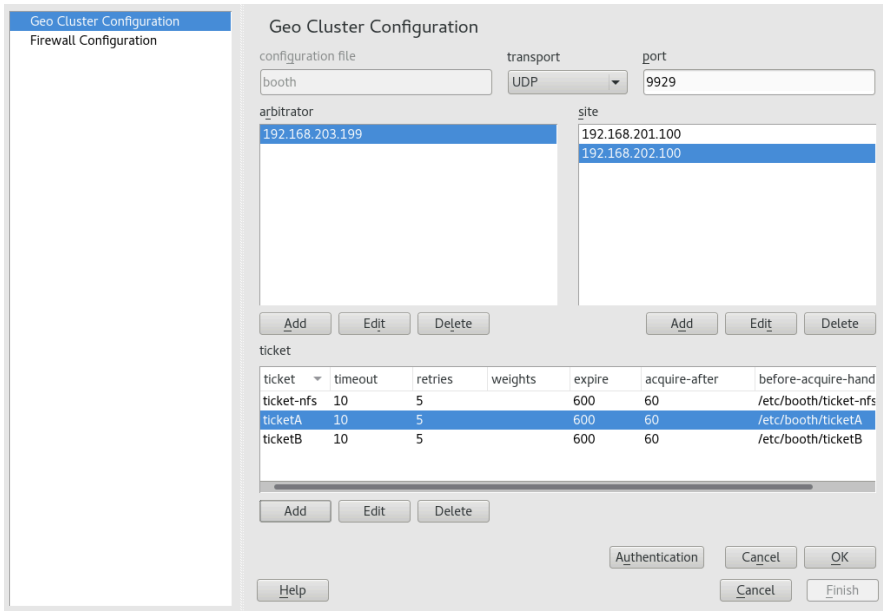 Geo Cluster Configuration
Firewall Configuration
Geo Cluster Configuration
configuration file transport port
booth UDP 9929
arbitrator site
192.168.203.199 192.168.201.100
192.168.202.100
Add Edit Delete Add Edit Delete
ticket
ticket timeout retries weights expire acquire-after before-acquire-hand
ticket-nfs 10 5 600 60 /etc/booth/ticket-nfs
ticketA 10 5 600 60 /etc/booth/ticketA
ticketB 10 5 600 60 /etc/booth/ticketB
Add Edit Delete
Authentication Cancel OK
Help Cancel Finish